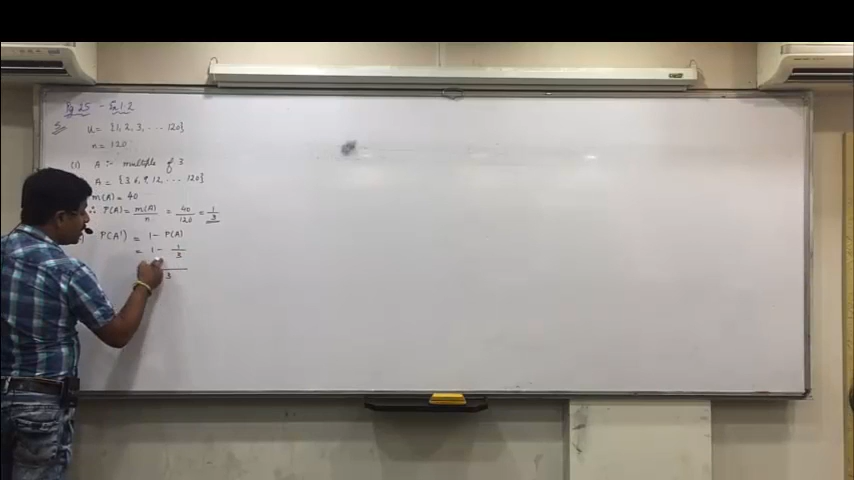 Pg.25 - Ex.1.2
U = {1, 2, 3, ... 120}
n = 120
(1) A :- multiple of 3
A = {3, 6, 9, 12, ... 120}
m(A) = 40
∴ P(A) = m(A)/n = 40/120 = 1/3
P(A') = 1 - P(A)
= 1 - 1/3
3